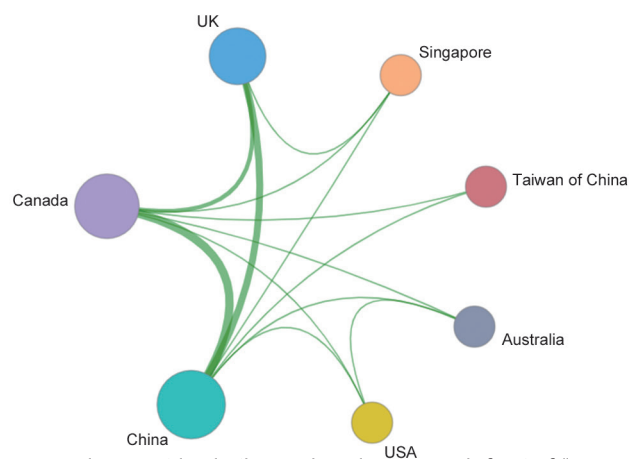 UK
Singapore
Canada
Taiwan of China
Australia
China
USA